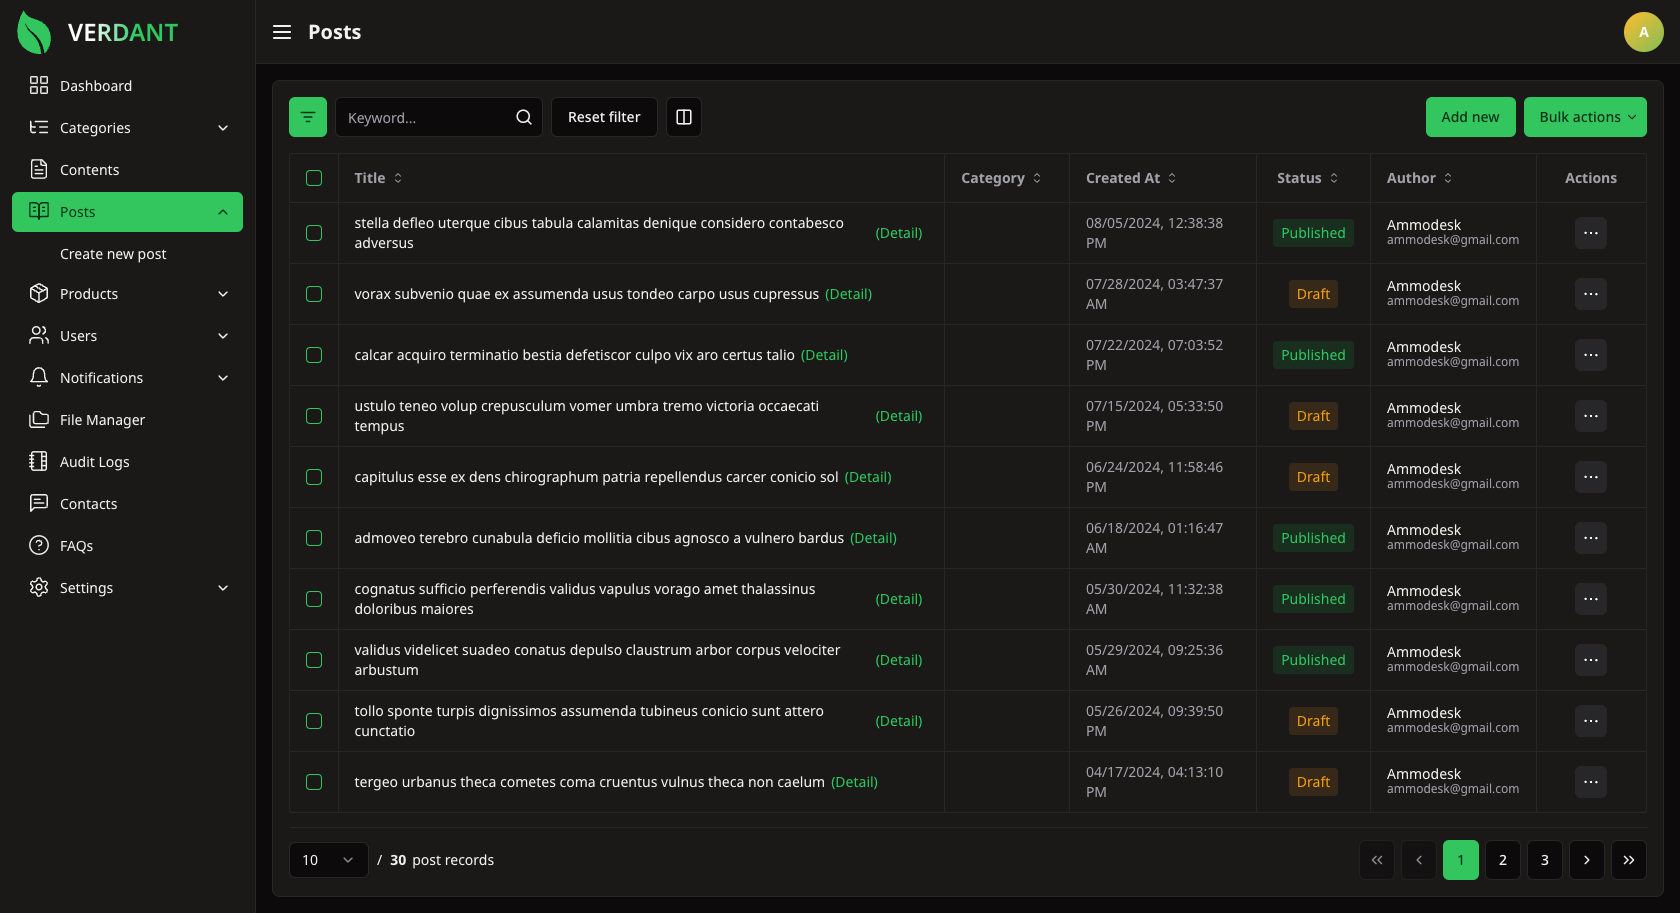 VERDANT
Posts
A
Dashboard
Categories
Contents
Posts
Create new post
Products
Users
Notifications
File Manager
Audit Logs
Contacts
FAQs
Settings
Keyword...
Reset filter
Add new
Bulk actions
Title Category Created At Status Author Actions
stella defleo uterque cibus tabula calamitas denique considero contabesco
adversus
(Detail)
08/05/2024, 12:38:38
PM
Published
Ammodesk
ammodesk@gmail.com
vorax subvenio quae ex assumenda usus tondeo carpo usus cupressus (Detail)
07/28/2024, 03:47:37
AM
Draft
Ammodesk
ammodesk@gmail.com
calcar acquiro terminatio bestia defetiscor culpo vix aro certus talio (Detail)
07/22/2024, 07:03:52
PM
Published
Ammodesk
ammodesk@gmail.com
ustulo teneo volup crepusculum vomer umbra tremo victoria occaecati
tempus
(Detail)
07/15/2024, 05:33:50
PM
Draft
Ammodesk
ammodesk@gmail.com
capitulus esse ex dens chirographum patria repellendus carcer conicio sol (Detail)
06/24/2024, 11:58:46
PM
Draft
Ammodesk
ammodesk@gmail.com
admoveo terebro cunabula deficio mollitia cibus agnosco a vulnero bardus (Detail)
06/18/2024, 01:16:47
AM
Published
Ammodesk
ammodesk@gmail.com
cognatus sufficio perferendis validus vapulus vorago amet thalassinus
doloribus maiores
(Detail)
05/30/2024, 11:32:38
AM
Published
Ammodesk
ammodesk@gmail.com
validus videlicet suadeo conatus depulso claustrum arbor corpus velociter
arbustum
(Detail)
05/29/2024, 09:25:36
AM
Published
Ammodesk
ammodesk@gmail.com
tollo sponte turpis dignissimos assumenda tubineus conicio sunt attero
cunctatio
(Detail)
05/26/2024, 09:39:50
PM
Draft
Ammodesk
ammodesk@gmail.com
tergeo urbanus theca cometes coma cruentus vulnus theca non caelum (Detail)
04/17/2024, 04:13:10
PM
Draft
Ammodesk
ammodesk@gmail.com
10 / 30 post records
1 2 3